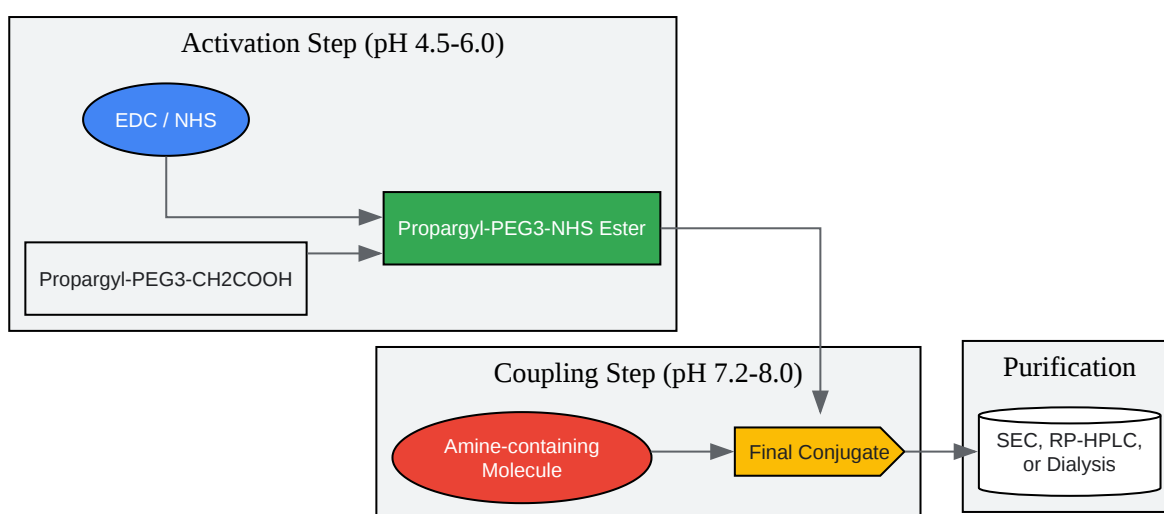 Activation Step (pH 4.5-6.0)
EDC / NHS
Propargyl-PEG3-NHS Ester
Propargyl-PEG3-CH2COOH
Coupling Step (pH 7.2-8.0)
Amine-containing
Molecule
Final Conjugate
Purification
SEC, RP-HPLC,
or Dialysis